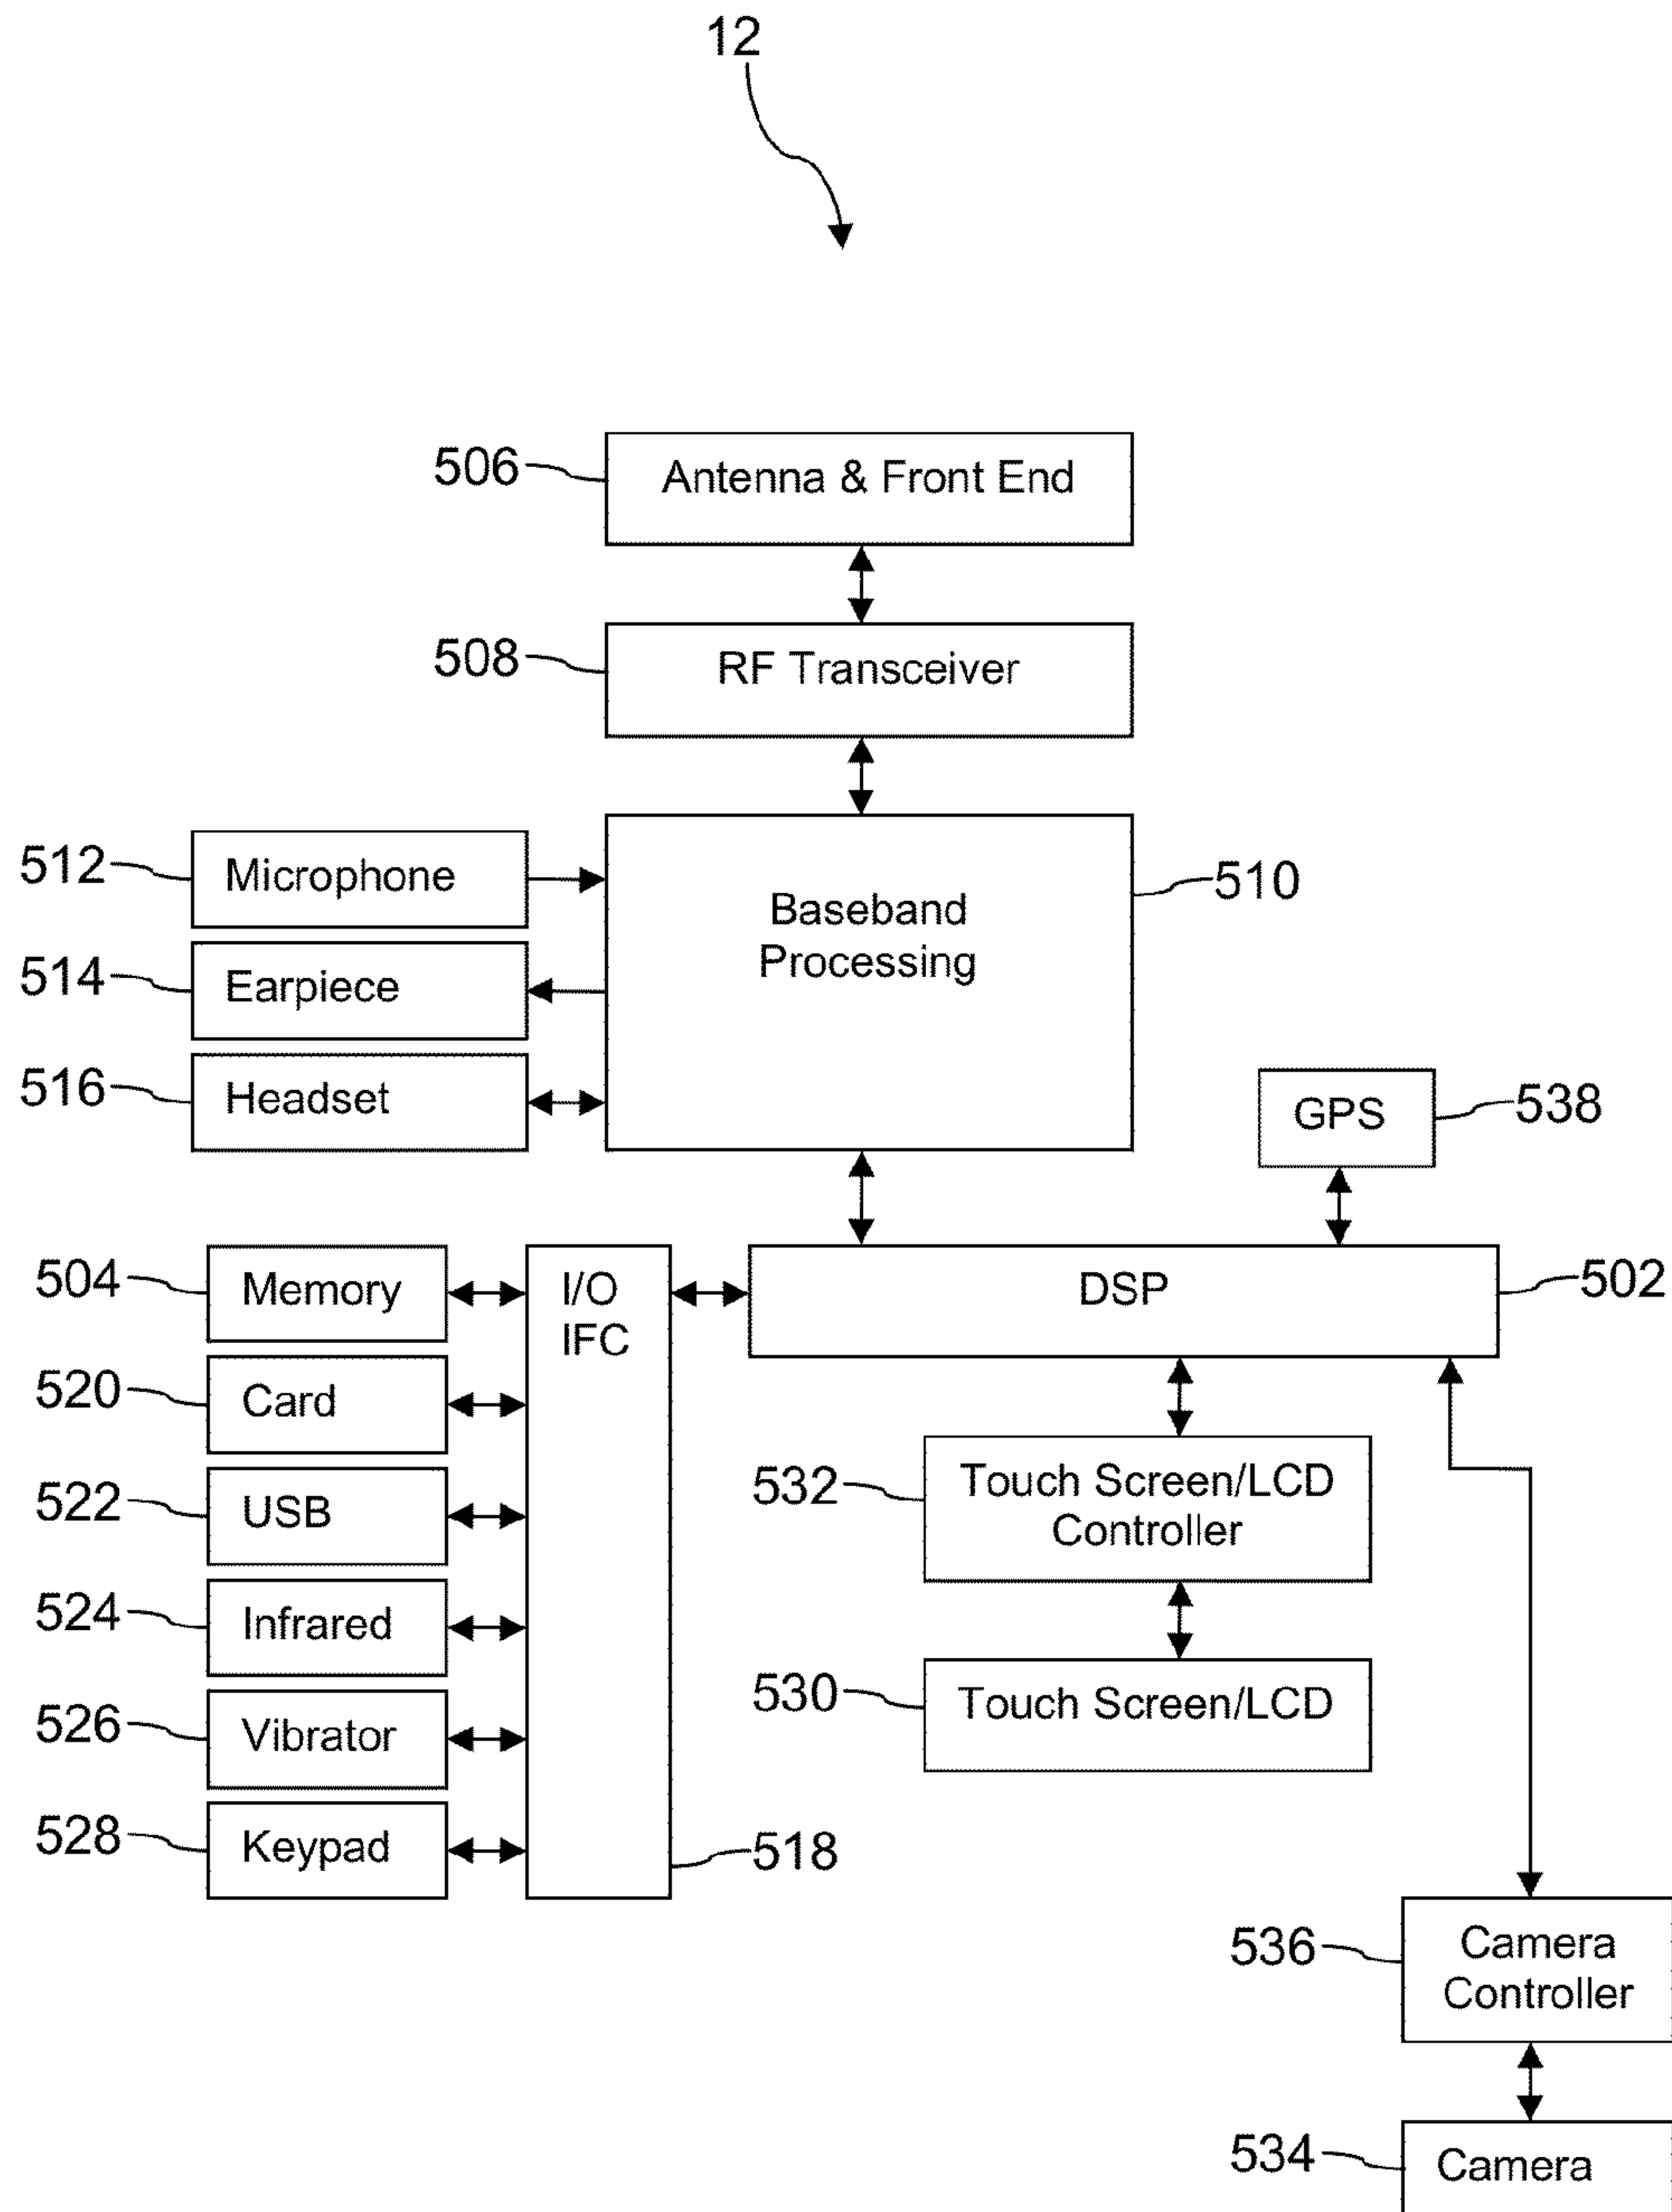 12
506
Antenna & Front End
508
RF Transceiver
512
Microphone
Baseband
Processing
510
514
Earpiece
516
Headset
GPS
538
504
Memory
I/O
IFC
DSP
502
520
Card
522
USB
532
Touch Screen/LCD
Controller
524
Infrared
530
Touch Screen/LCD
526
Vibrator
528
Keypad
518
536
Camera
Controller
534
Camera